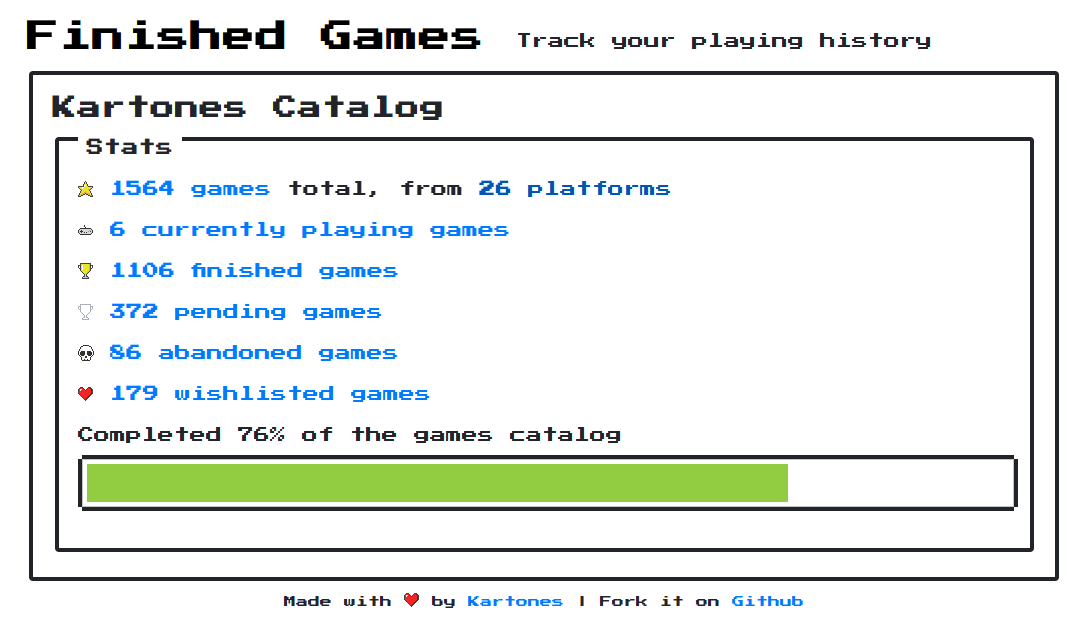 Finished Games Track your playing history
Kartones Catalog
Stats
1564 games total, from 26 platforms
6 currently playing games
1106 finished games
372 pending games
86 abandoned games
179 wishlisted games
Completed 76% of the games catalog
Made with ❤ by Kartones | Fork it on Github